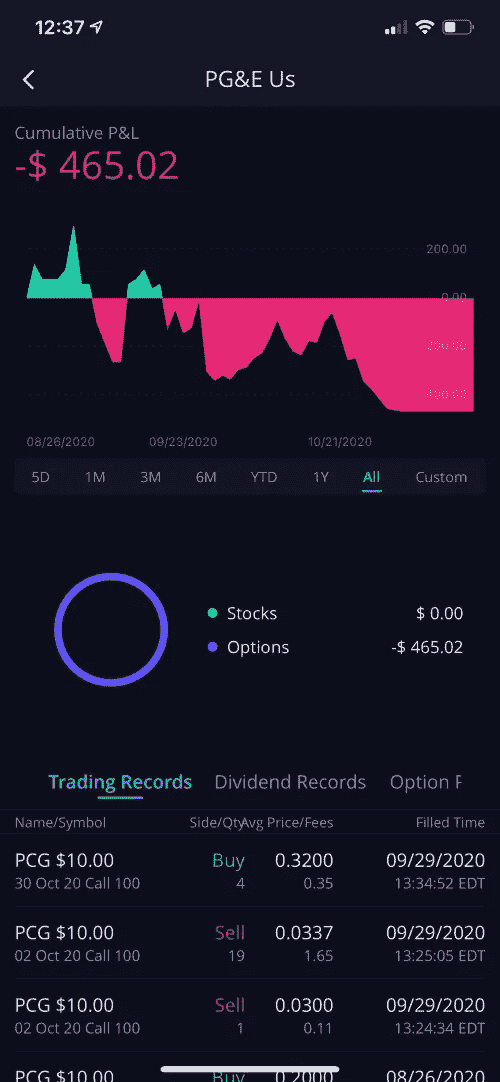 12:37
PG&E Us
Cumulative P&L
-$ 465.02
200.00
0.00
08/26/2020 09/23/2020 10/21/2020
5D 1M 3M 6M YTD 1Y All Custom
Stocks $ 0.00
Options -$ 465.02
Trading Records Dividend Records Option
Name/Symbol Side/Qty Avg Price/Fees Filled Time
PCG $10.00 Buy 0.3200 09/29/2020
30 Oct 20 Call 100 4 0.35 13:34:52 EDT
PCG $10.00 Sell 0.0337 09/29/2020
02 Oct 20 Call 100 19 1.65 13:25:05 EDT
PCG $10.00 Sell 0.0300 09/29/2020
02 Oct 20 Call 100 1 0.11 13:24:34 EDT
PCG $10.00 Buy 0.2000 08/26/2020